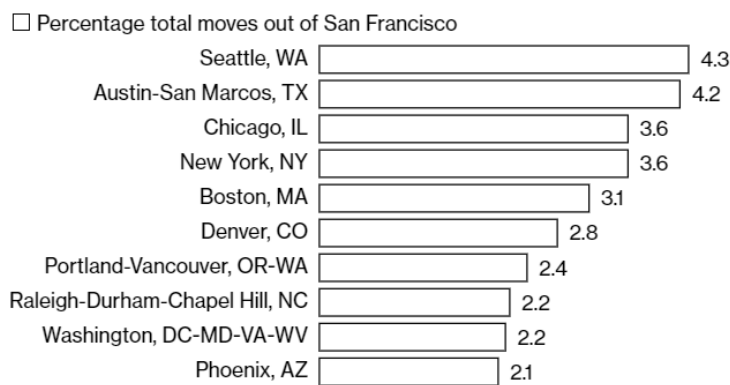 Percentage total moves out of San Francisco
Seattle, WA 4.3
Austin-San Marcos, TX 4.2
Chicago, IL 3.6
New York, NY 3.6
Boston, MA 3.1
Denver, CO 2.8
Portland-Vancouver, OR-WA 2.4
Raleigh-Durham-Chapel Hill, NC 2.2
Washington, DC-MD-VA-WV 2.2
Phoenix, AZ 2.1